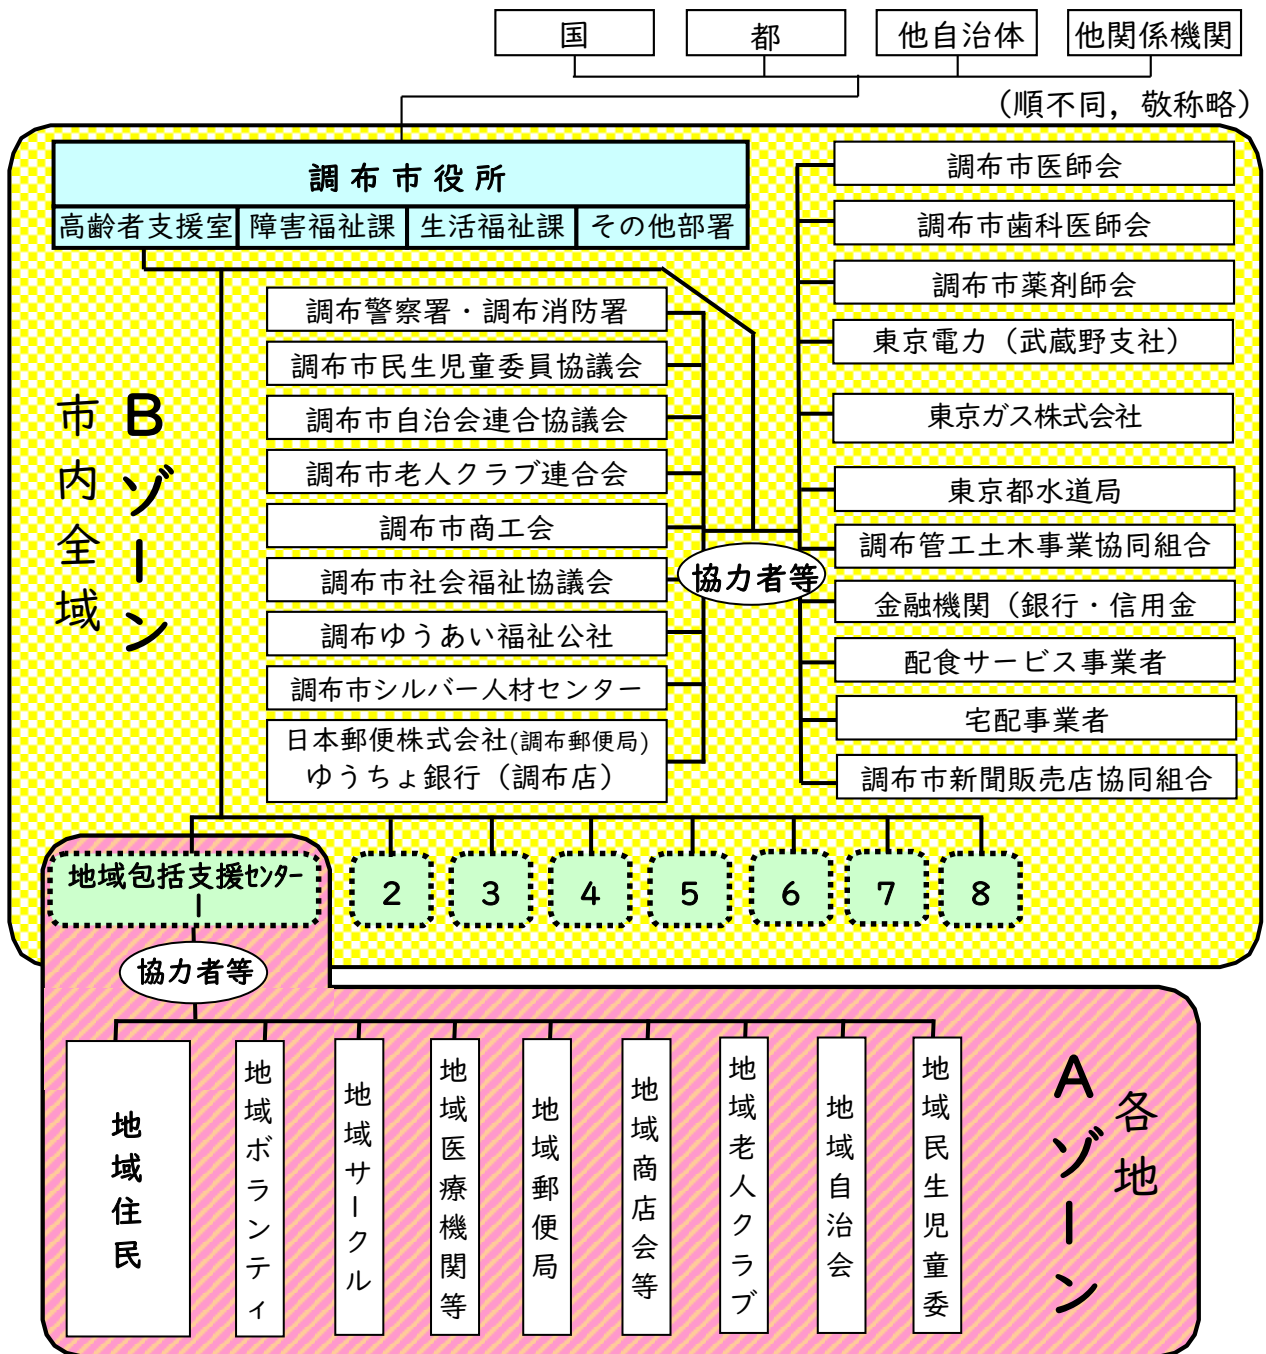 国
都
他自治体
他関係機関
（順不同，敬称略）
調布市役所
高齢者支援室
障害福祉課
生活福祉課
その他部署
調布警察署・調布消防署
調布市民生児童委員協議会
調布市自治会連合協議会
調布市老人クラブ連合会
調布市商工会
調布市社会福祉協議会
調布ゆうあい福祉公社
調布市シルバー人材センター
日本郵便株式会社(調布郵便局)
ゆうちょ銀行（調布店）
協力者等
調布市医師会
調布市歯科医師会
調布市薬剤師会
東京電力（武蔵野支社）
東京ガス株式会社
東京都水道局
調布管工土木事業協同組合
金融機関（銀行・信用金
配食サービス事業者
宅配事業者
調布市新聞販売店協同組合
Bゾーン
市内全域
地域包括支援ｾﾝﾀｰ
1
2
3
4
5
6
7
8
協力者等
地域住民
地域ボランティ
地域サークル
地域医療機関等
地域郵便局
地域商店会等
地域老人クラブ
地域自治会
地域民生児童委
Aゾーン
各地